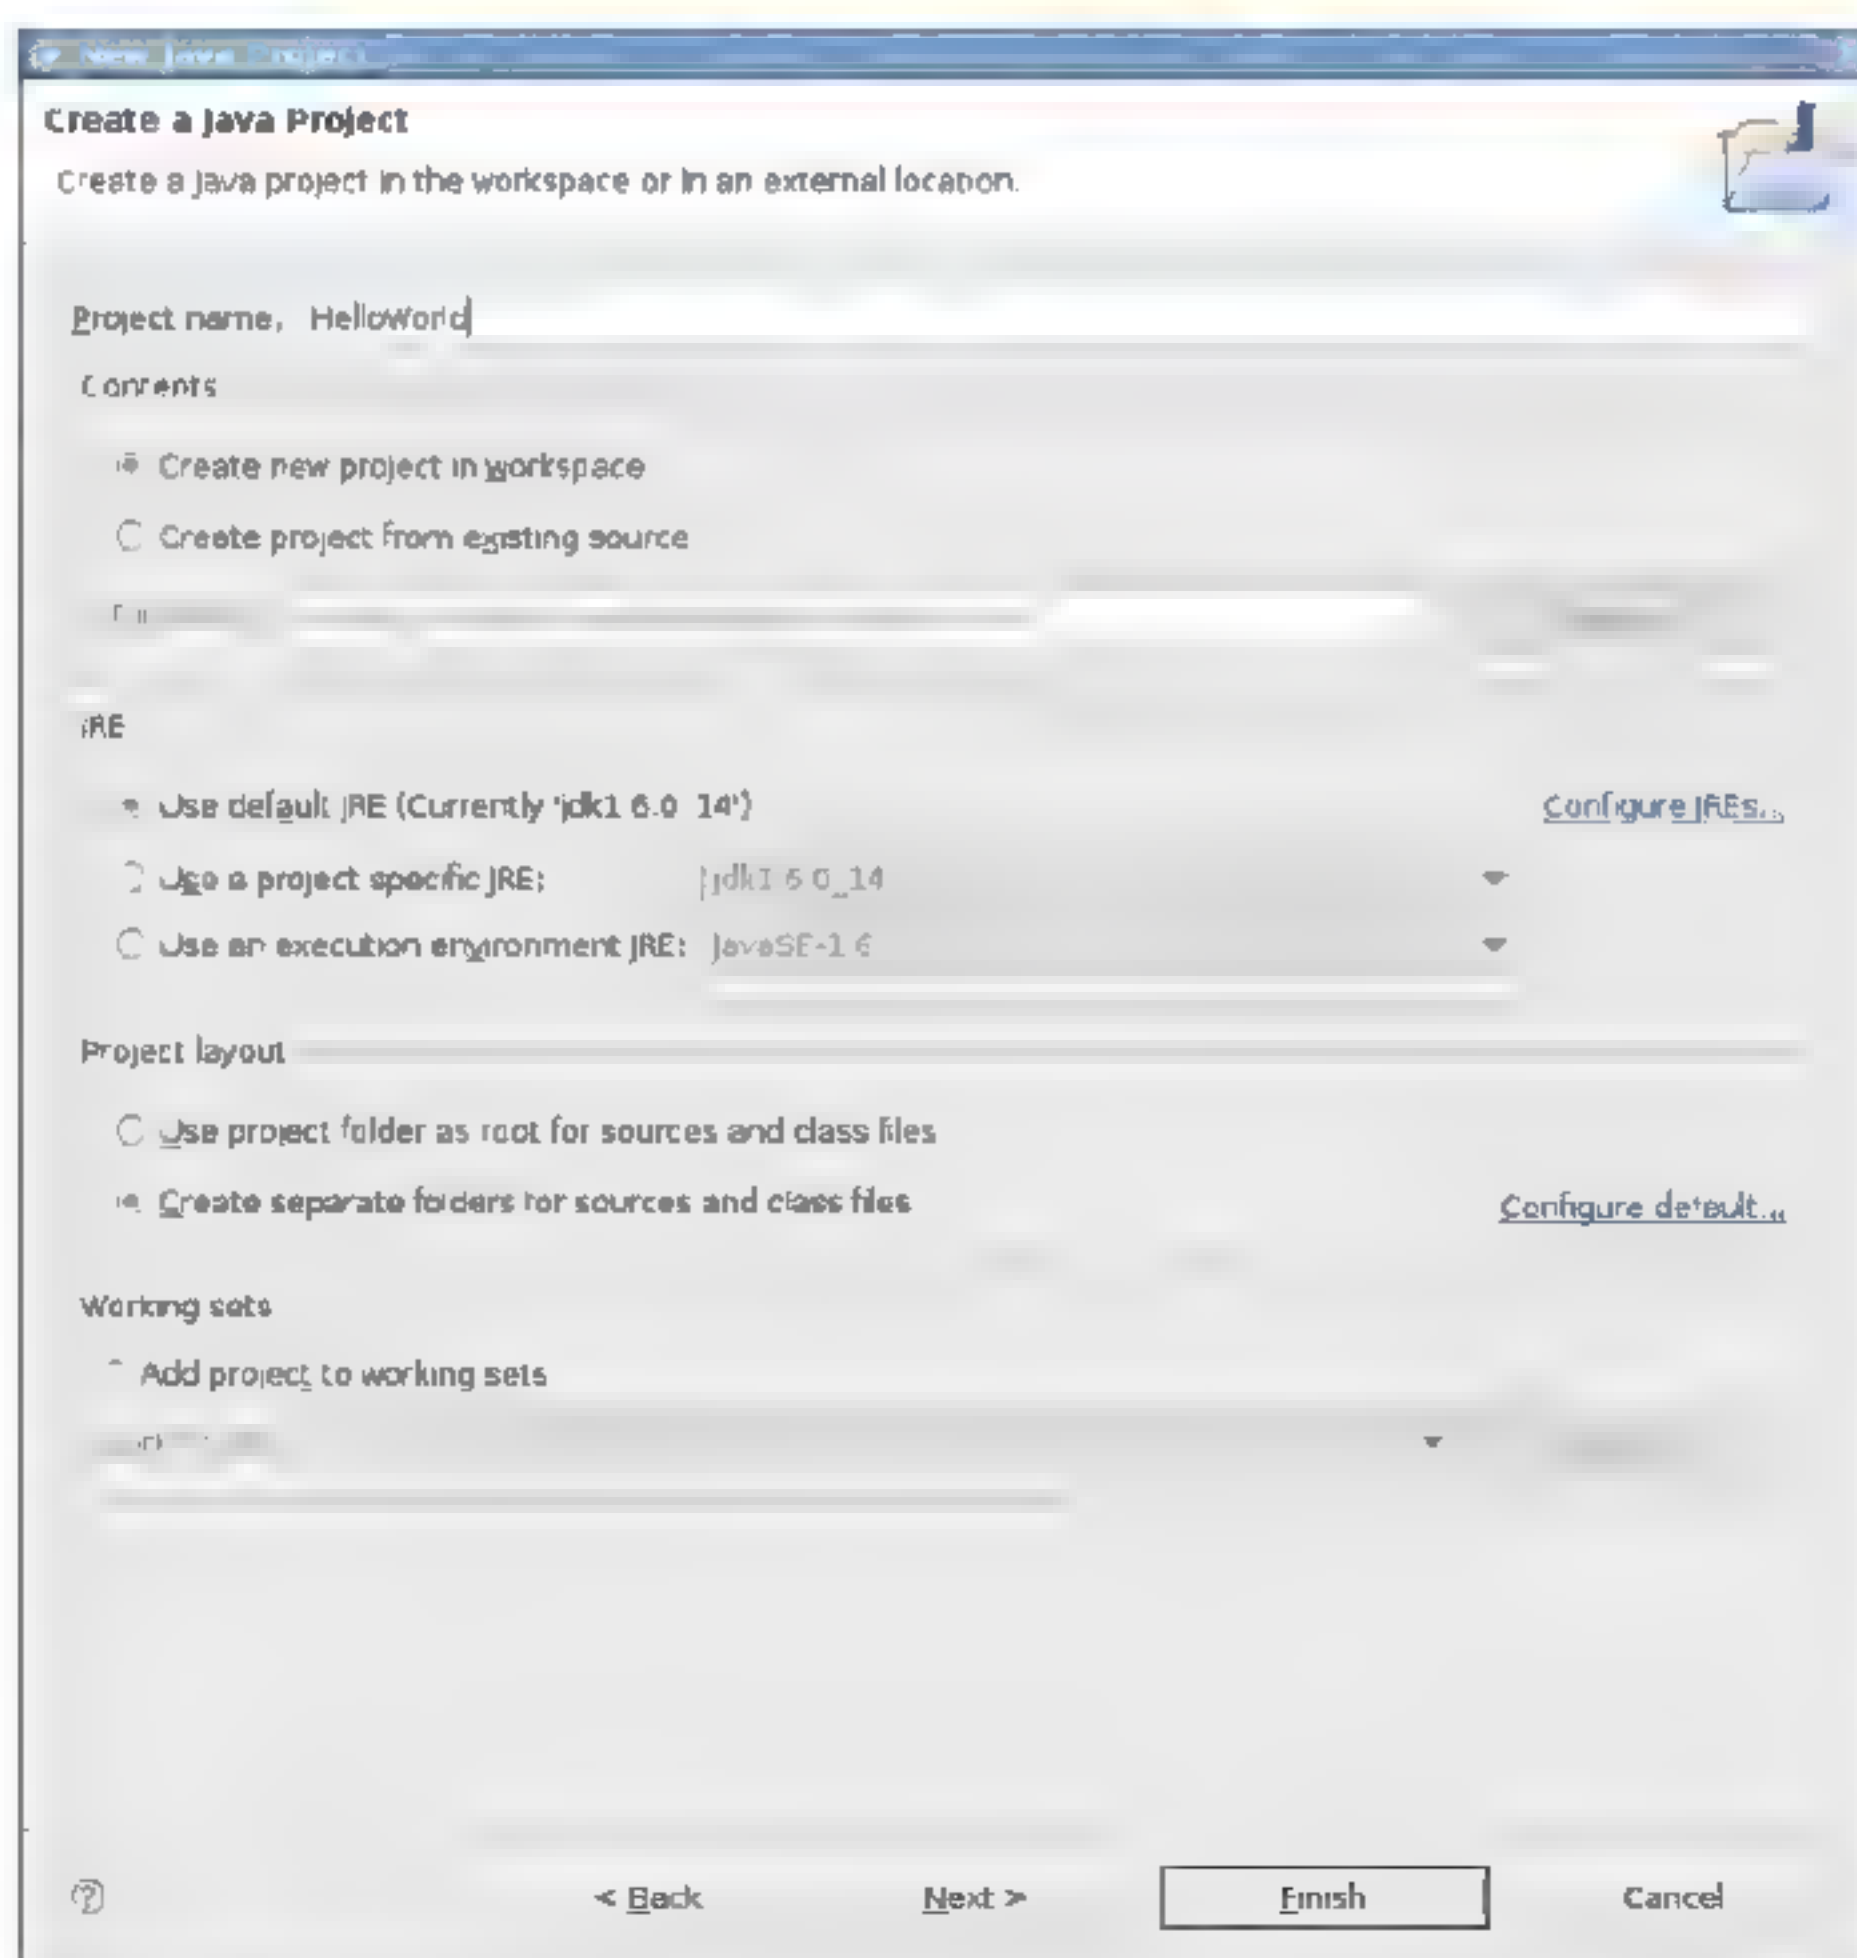 New Java Project
Create a Java Project
Create a Java project in the workspace or in an external location.
Project name: HelloWorld
Contents
Create new project in workspace
Create project from existing source
JRE
Use default JRE (Currently 'jdk1.6.0_14') Configure JREs...
Use a project specific JRE: jdk1.6.0_14
Use an execution environment JRE: JavaSE-1.6
Project layout
Use project folder as root for sources and class files
Create separate folders for sources and class files Configure default...
Working sets
Add project to working sets
< Back Next > Finish Cancel